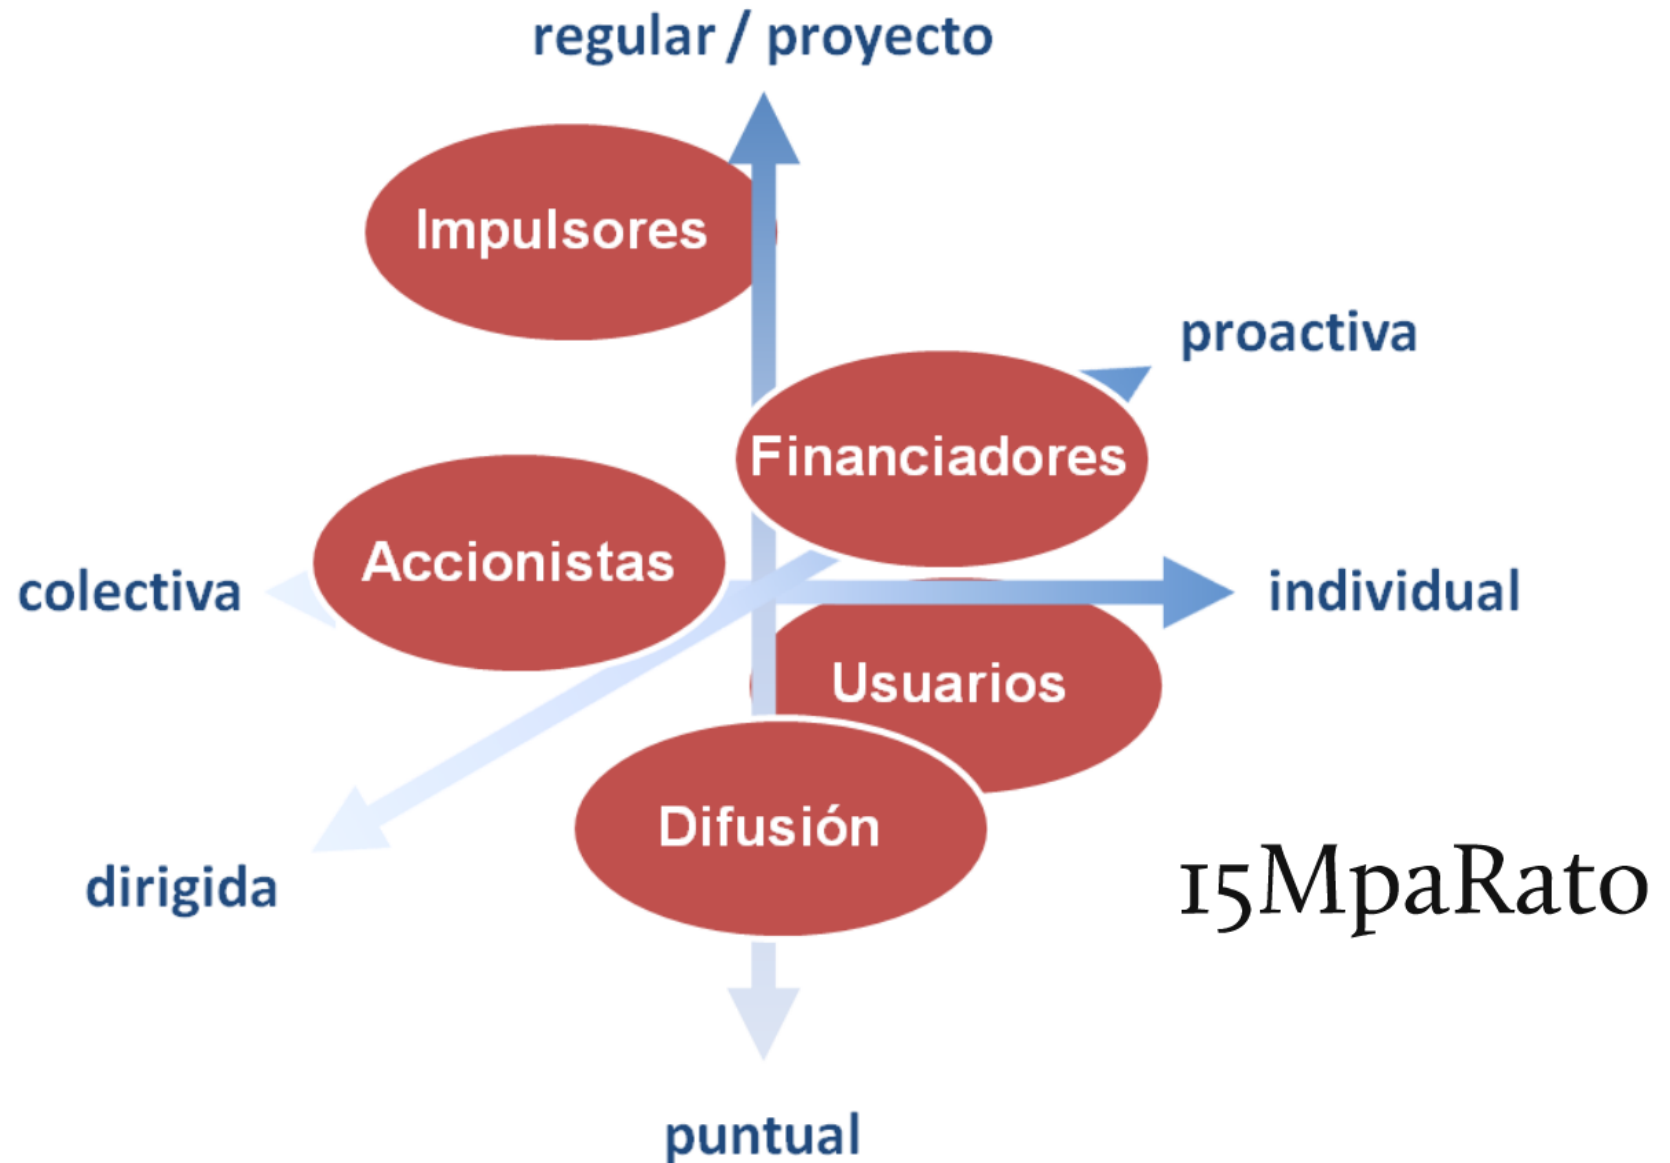 regular / proyecto
Impulsores
proactiva
Financiadores
Accionistas
colectiva
individual
Usuarios
Difusión
dirigida
15MpaRato
puntual